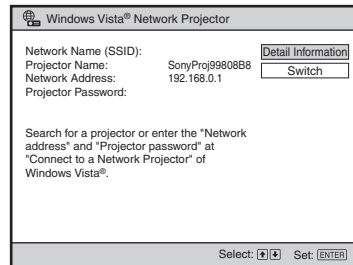 Windows Vista® Network Projector
Network Name (SSID):
Projector Name: SonyProj99808B8
Network Address: 192.168.0.1
Projector Password:
Detail Information
Switch
Search for a projector or enter the "Network
address" and "Projector password" at
"Connect to a Network Projector" of
Windows Vista®.
Select: ↑ ↓ Set: ENTER